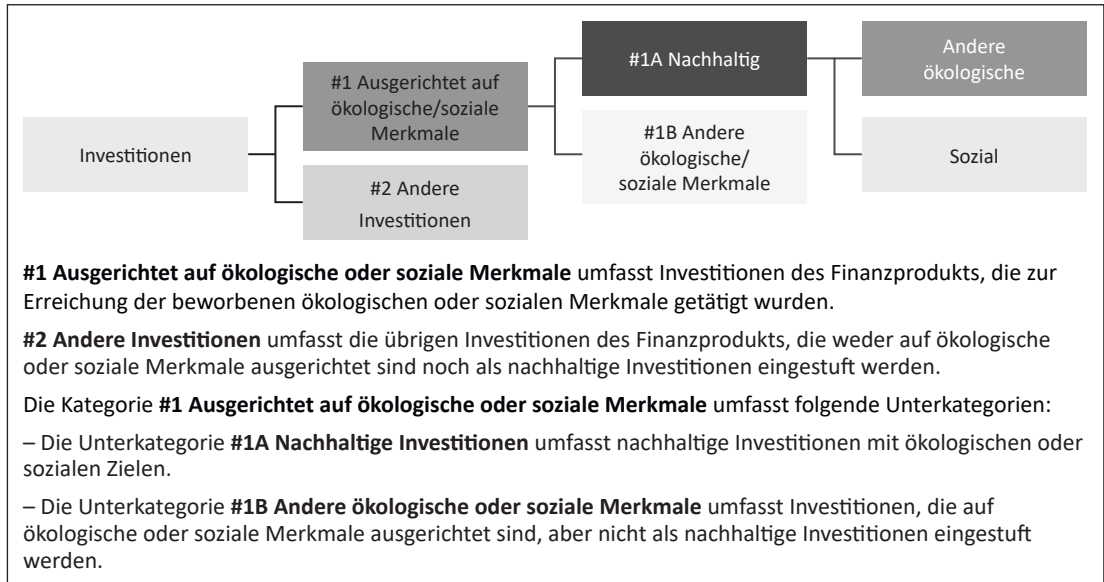 Investitionen
#1 Ausgerichtet auf
ökologische/soziale
Merkmale
#2 Andere
Investitionen
#1A Nachhaltig
#1B Andere
ökologische/
soziale Merkmale
Andere
ökologische
Sozial
#1 Ausgerichtet auf ökologische oder soziale Merkmale umfasst Investitionen des Finanzprodukts, die zur
Erreichung der beworbenen ökologischen oder sozialen Merkmale getätigt wurden.
#2 Andere Investitionen umfasst die übrigen Investitionen des Finanzprodukts, die weder auf ökologische
oder soziale Merkmale ausgerichtet sind noch als nachhaltige Investitionen eingestuft werden.
Die Kategorie #1 Ausgerichtet auf ökologische oder soziale Merkmale umfasst folgende Unterkategorien:
– Die Unterkategorie #1A Nachhaltige Investitionen umfasst nachhaltige Investitionen mit ökologischen oder
sozialen Zielen.
– Die Unterkategorie #1B Andere ökologische oder soziale Merkmale umfasst Investitionen, die auf
ökologische oder soziale Merkmale ausgerichtet sind, aber nicht als nachhaltige Investitionen eingestuft
werden.